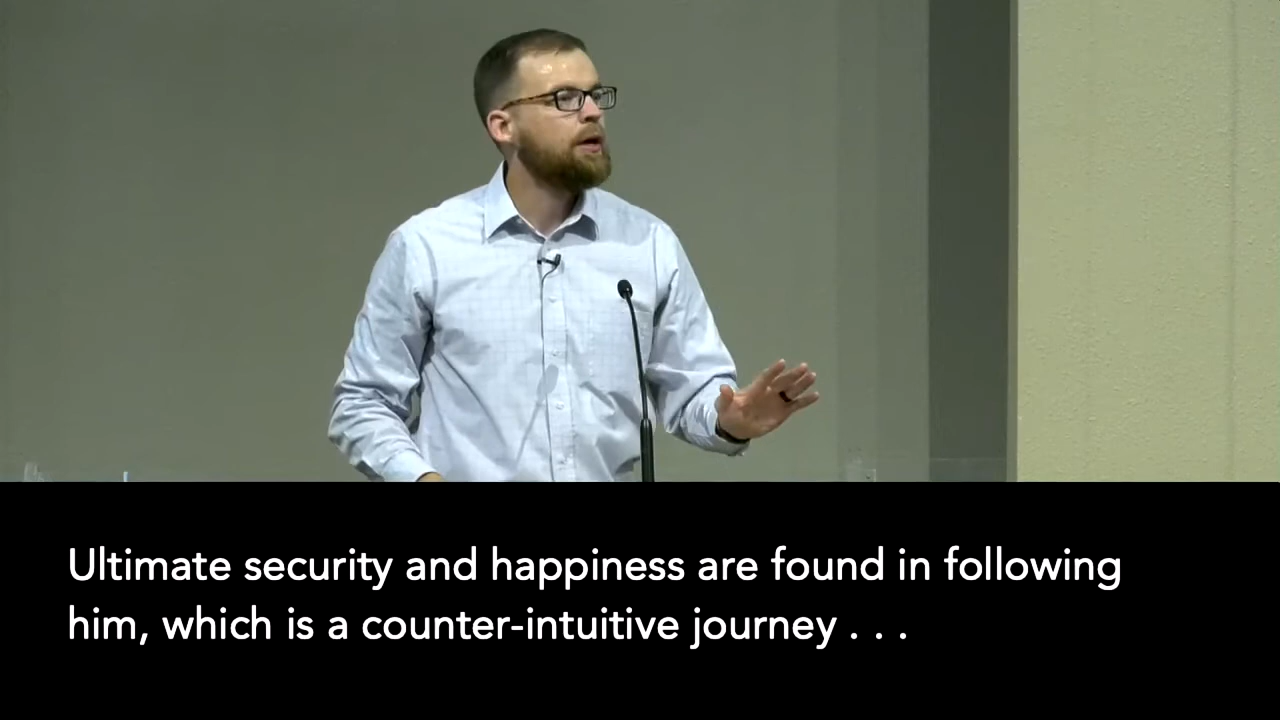 Ultimate security and happiness are found in following
him, which is a counter-intuitive journey . . .